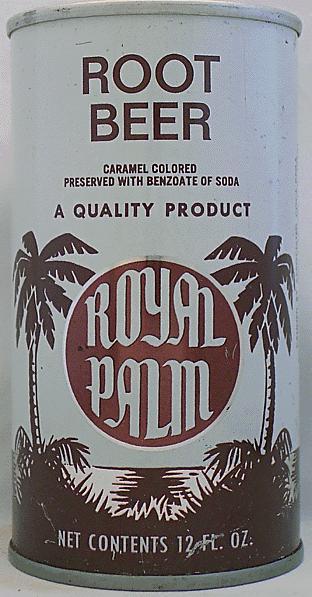 ROOT
BEER
CARAMEL COLORED
PRESERVED WITH BENZOATE OF SODA
A QUALITY PRODUCT
ROYAL
PALM
NET CONTENTS 12 FL. OZ.